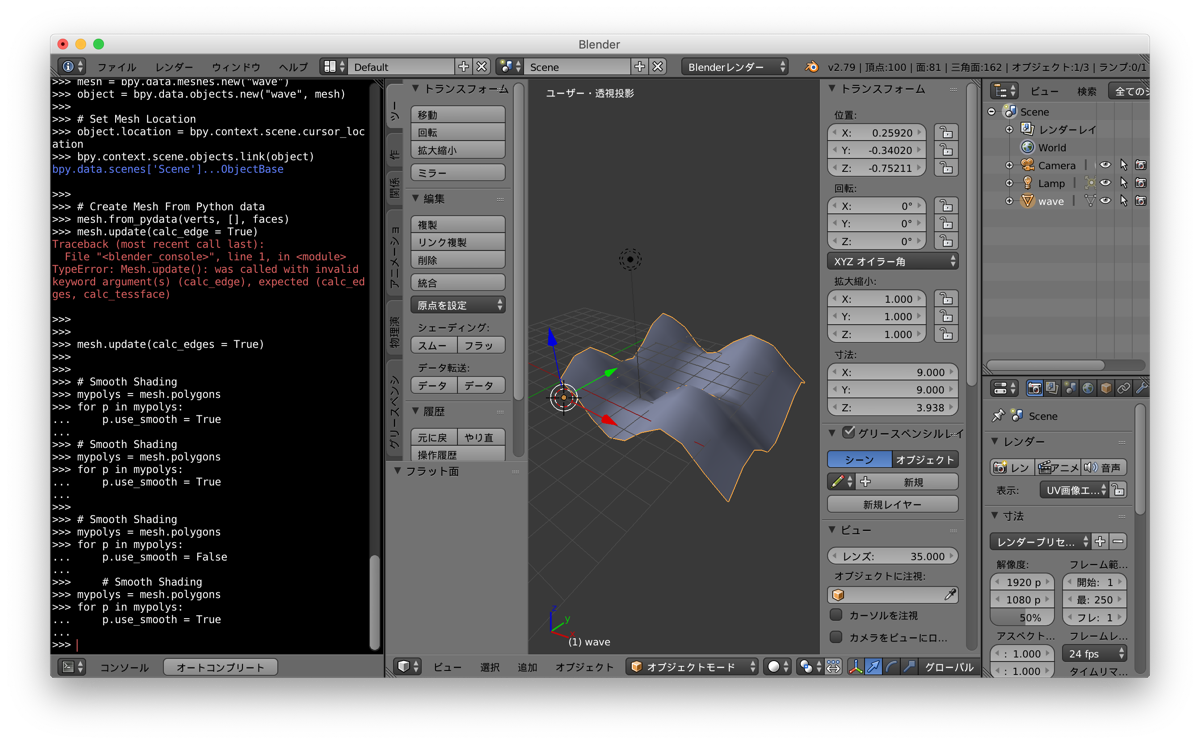 Blender
ファイル レンダー ウィンドウ ヘルプ Default Scene Blenderレンダー v2.79 | 頂点:100 | 面:81 | 三角面:162 | オブジェクト:1/3 | ランプ:0/1
>>> mesh = bpy.data.meshes.new("wave")
>>> object = bpy.data.objects.new("wave", mesh)
>>>
>>> # Set Mesh Location
>>> object.location = bpy.context.scene.cursor_loc
ation
>>> bpy.context.scene.objects.link(object)
bpy.data.scenes['Scene']...ObjectBase
>>>
>>> # Create Mesh From Python data
>>> mesh.from_pydata(verts, [], faces)
>>> mesh.update(calc_edge = True)
Traceback (most recent call last):
  File "<blender_console>", line 1, in <module>
TypeError: Mesh.update(): was called with invalid
keyword argument(s) (calc_edge), expected (calc_ed
ges, calc_tessface)
>>>
>>>
>>> mesh.update(calc_edges = True)
>>>
>>>
>>> # Smooth Shading
>>> mypolys = mesh.polygons
>>> for p in mypolys:
...     p.use_smooth = True
...
>>> # Smooth Shading
>>> mypolys = mesh.polygons
>>> for p in mypolys:
...     p.use_smooth = True
...
>>>
>>> # Smooth Shading
>>> mypolys = mesh.polygons
>>> for p in mypolys:
...     p.use_smooth = False
...
>>>     # Smooth Shading
>>> mypolys = mesh.polygons
>>> for p in mypolys:
...     p.use_smooth = True
...
>>>
コンソール オートコンプリート
ツー
作
関係
アニメーショ
物理演
グリースペンシ
トランスフォーム
移動
回転
拡大縮小
ミラー
編集
複製
リンク複製
削除
統合
原点を設定
シェーディング:
スムー フラッ
データ転送:
データ データ
履歴
元に戻 やり直
操作履歴
フラット面
ユーザー・透視投影
z
y
(1) wave
ビュー 選択 追加 オブジェクト オブジェクトモード グローバル
トランスフォーム
位置:
X: 0.25920
Y: -0.34020
Z: -0.75211
回転:
X: 0°
Y: 0°
Z: 0°
XYZ オイラー角
拡大縮小:
X: 1.000
Y: 1.000
Z: 1.000
寸法:
X: 9.000
Y: 9.000
Z: 3.938
グリースペンシルレイ
シーン オブジェクト
新規
新規レイヤー
ビュー
レンズ: 35.000
オブジェクトに注視:
カーソルを注視
カメラをビューにロ...
ビュー 検索 全てのシ
Scene
レンダーレイ
World
Camera
Lamp
wave
Scene
レンダー
レン アニメ 音声
表示: UV画像エ...
寸法
レンダープリセ...
解像度: フレーム範...
1920 p 開始: 1
1080 p 最: 250
50% フレ: 1
アスペクト... フレームレ...
: 1.000 24 fps
: 1.000 タイムリマ...